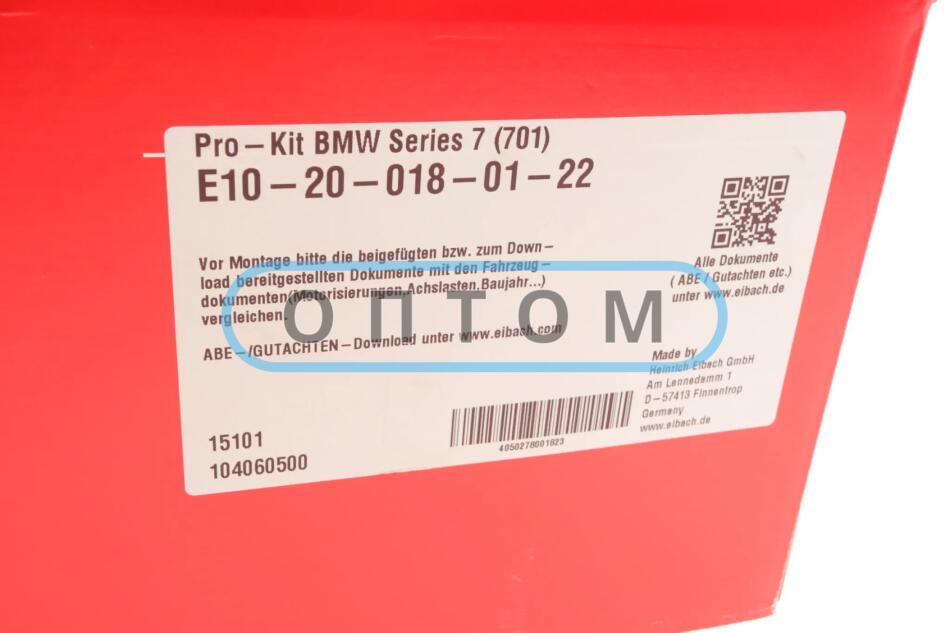 Pro – Kit BMW Series 7 (701)
E10 – 20 – 018 – 01 – 22
Vor Montage bitte die beigefügten bzw. zum Down –
load bereitgestellten Dokumente mit den Fahrzeug –
dokumenten(Motorisierungen,Achslasten,Baujahr...)
vergleichen.
ABE – /GUTACHTEN – Download unter www.eibach.com
Alle Dokumente
( ABE / Gutachten etc.)
unter www.eibach.de
ОПТОМ
Made by
Heinrich Eibach GmbH
Am Lennedamm 1
D – 57413 Finnentrop
Germany
www.eibach.de
15101
104060500
4050278001823